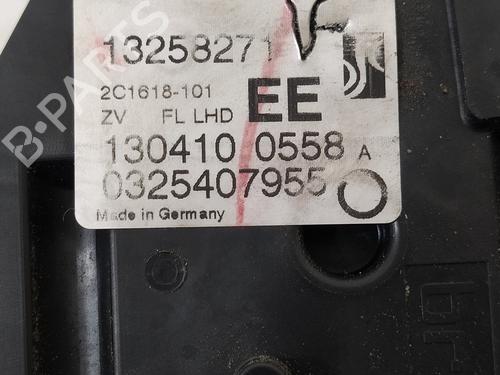 13258271
2C1618-101
ZV FL LHD EE
130410 0558 A
0325407955
Made in Germany
B-PARTS